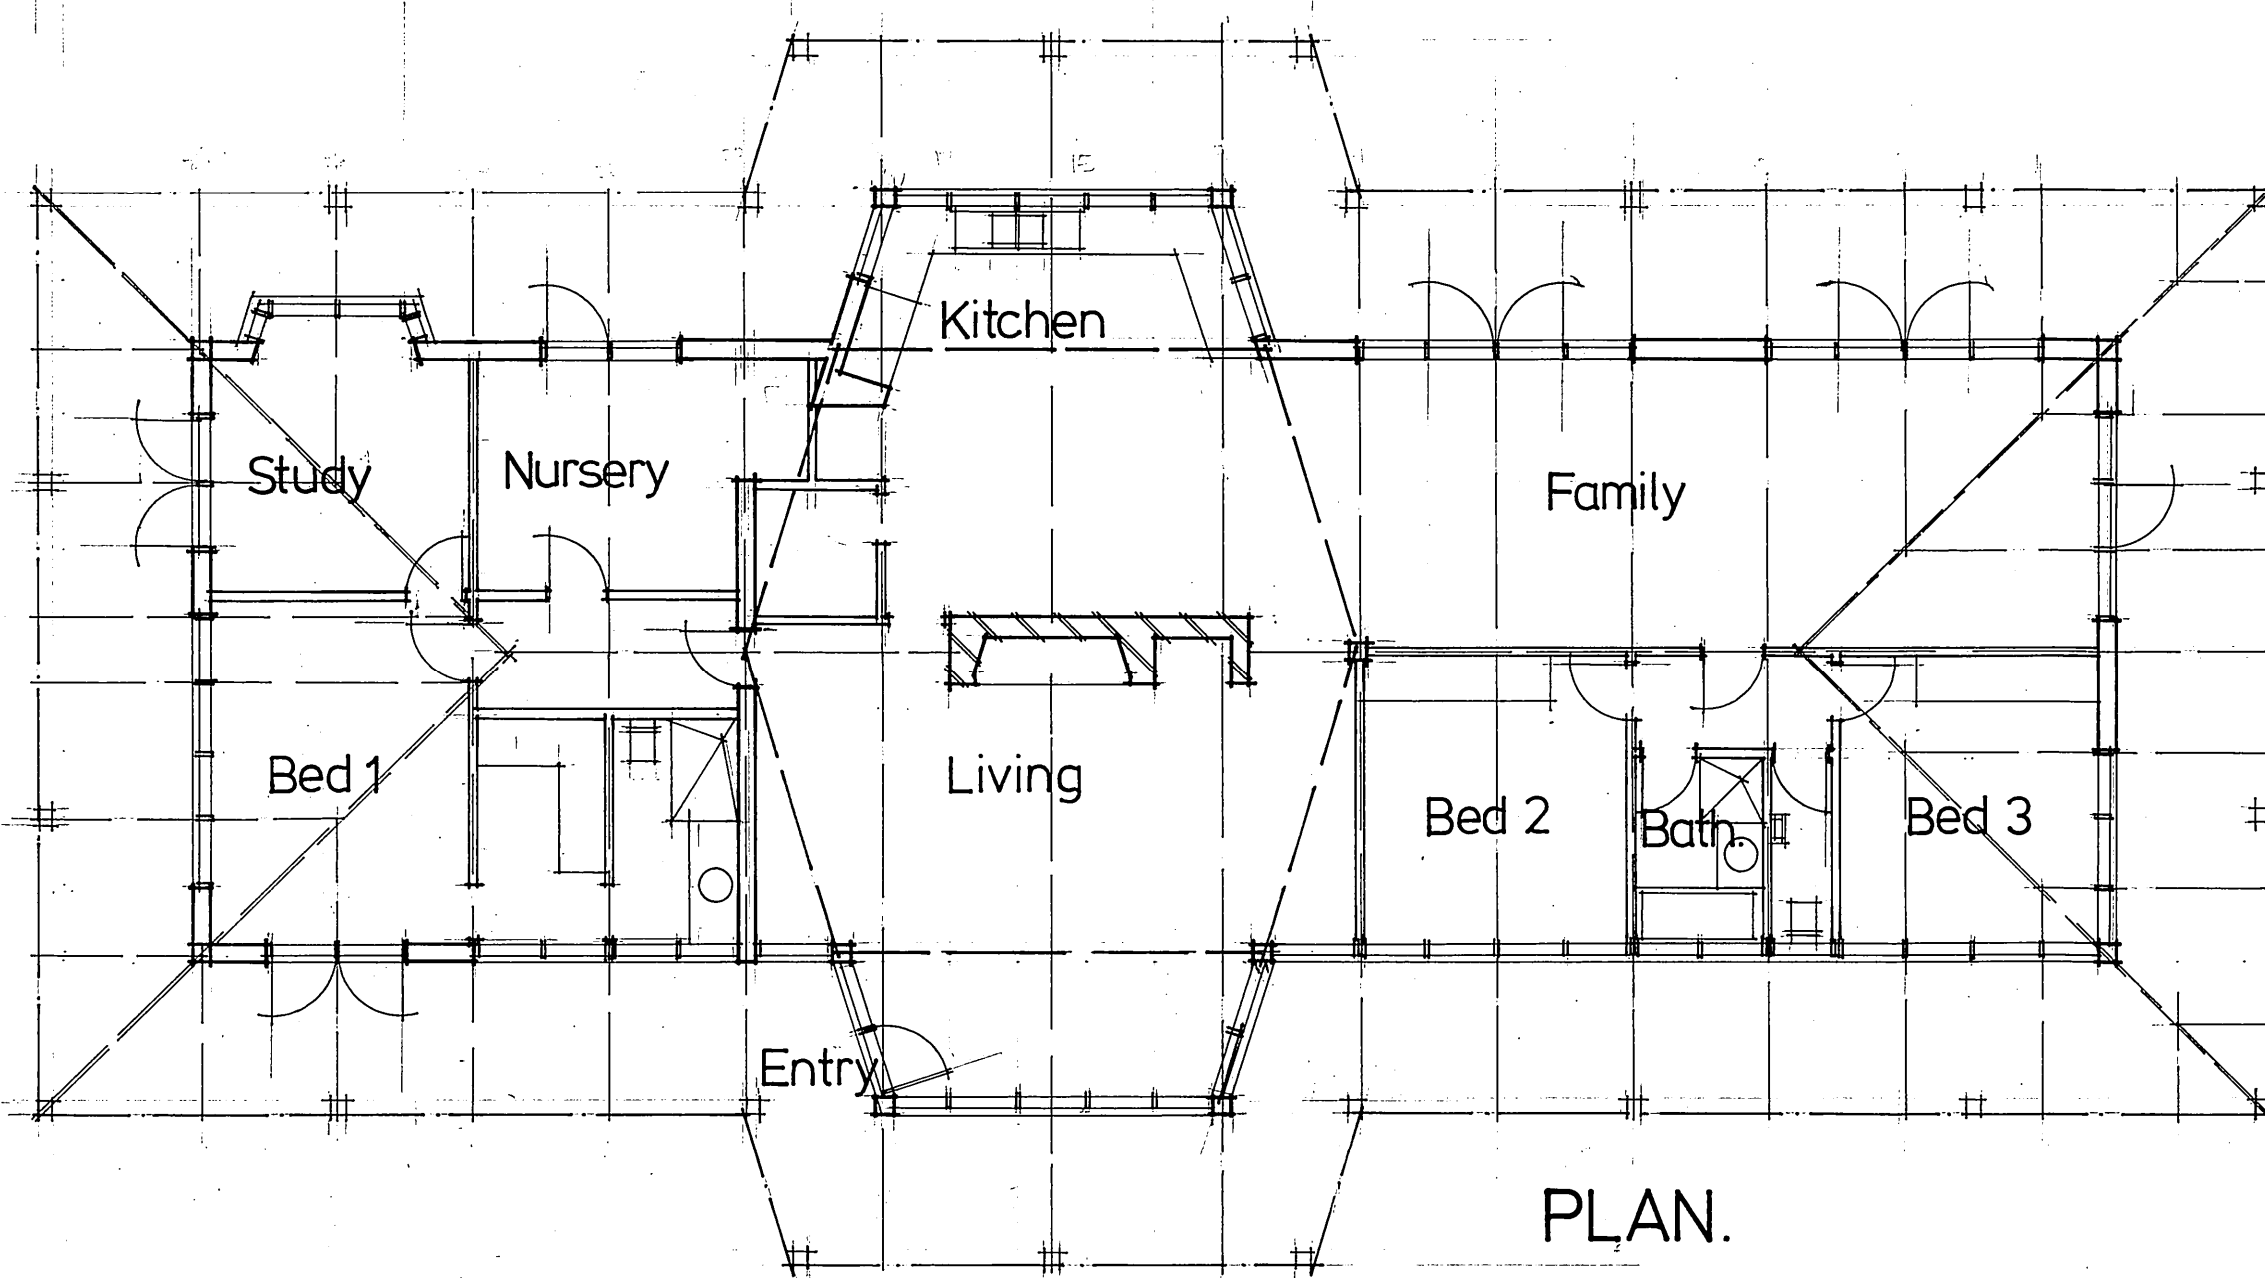 Kitchen
Study
Nursery
Family
Bed 1
Living
Bed 2
Bath.
Bed 3
Entry
PLAN.